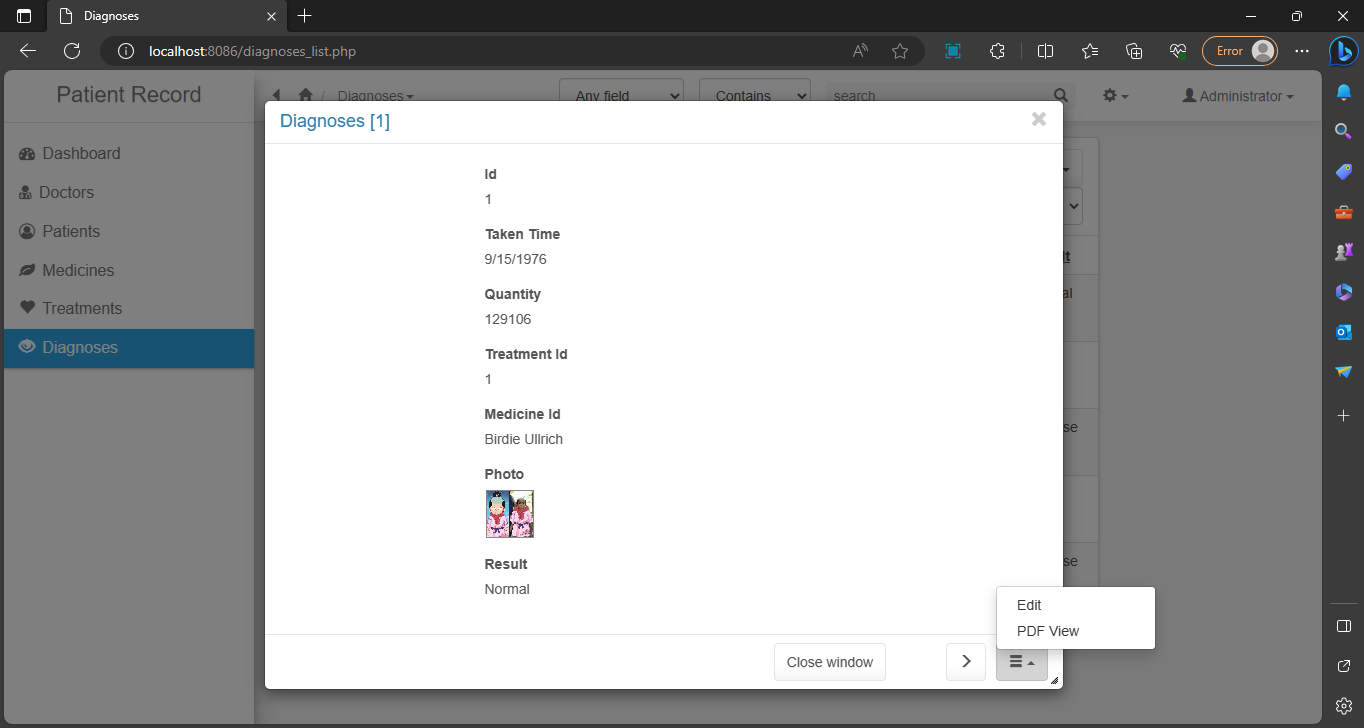 Diagnoses
localhost:8086/diagnoses_list.php
Error
Patient Record
Diagnoses
Any field
Contains
search
Administrator
Dashboard
Doctors
Patients
Medicines
Treatments
Diagnoses
Diagnoses [1]
Id
1
Taken Time
9/15/1976
Quantity
129106
Treatment Id
1
Medicine Id
Birdie Ullrich
Photo
Result
Normal
Edit
PDF View
Close window